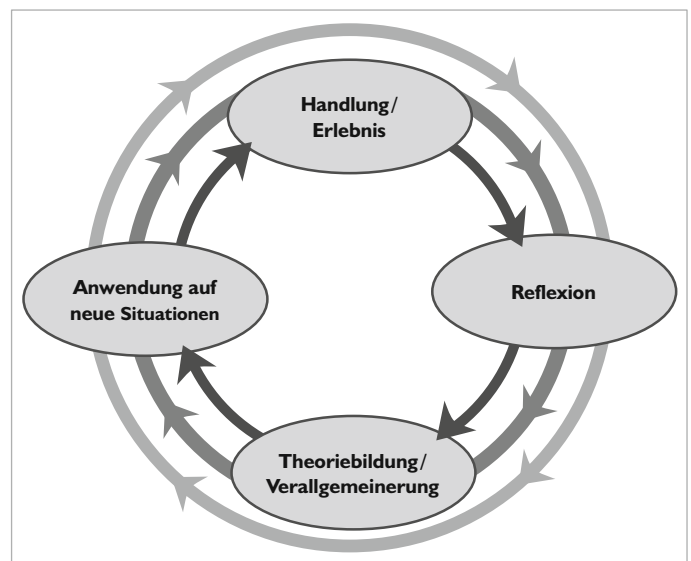 Handlung/
Erlebnis
Reflexion
Theoriebildung/
Verallgemeinerung
Anwendung auf
neue Situationen